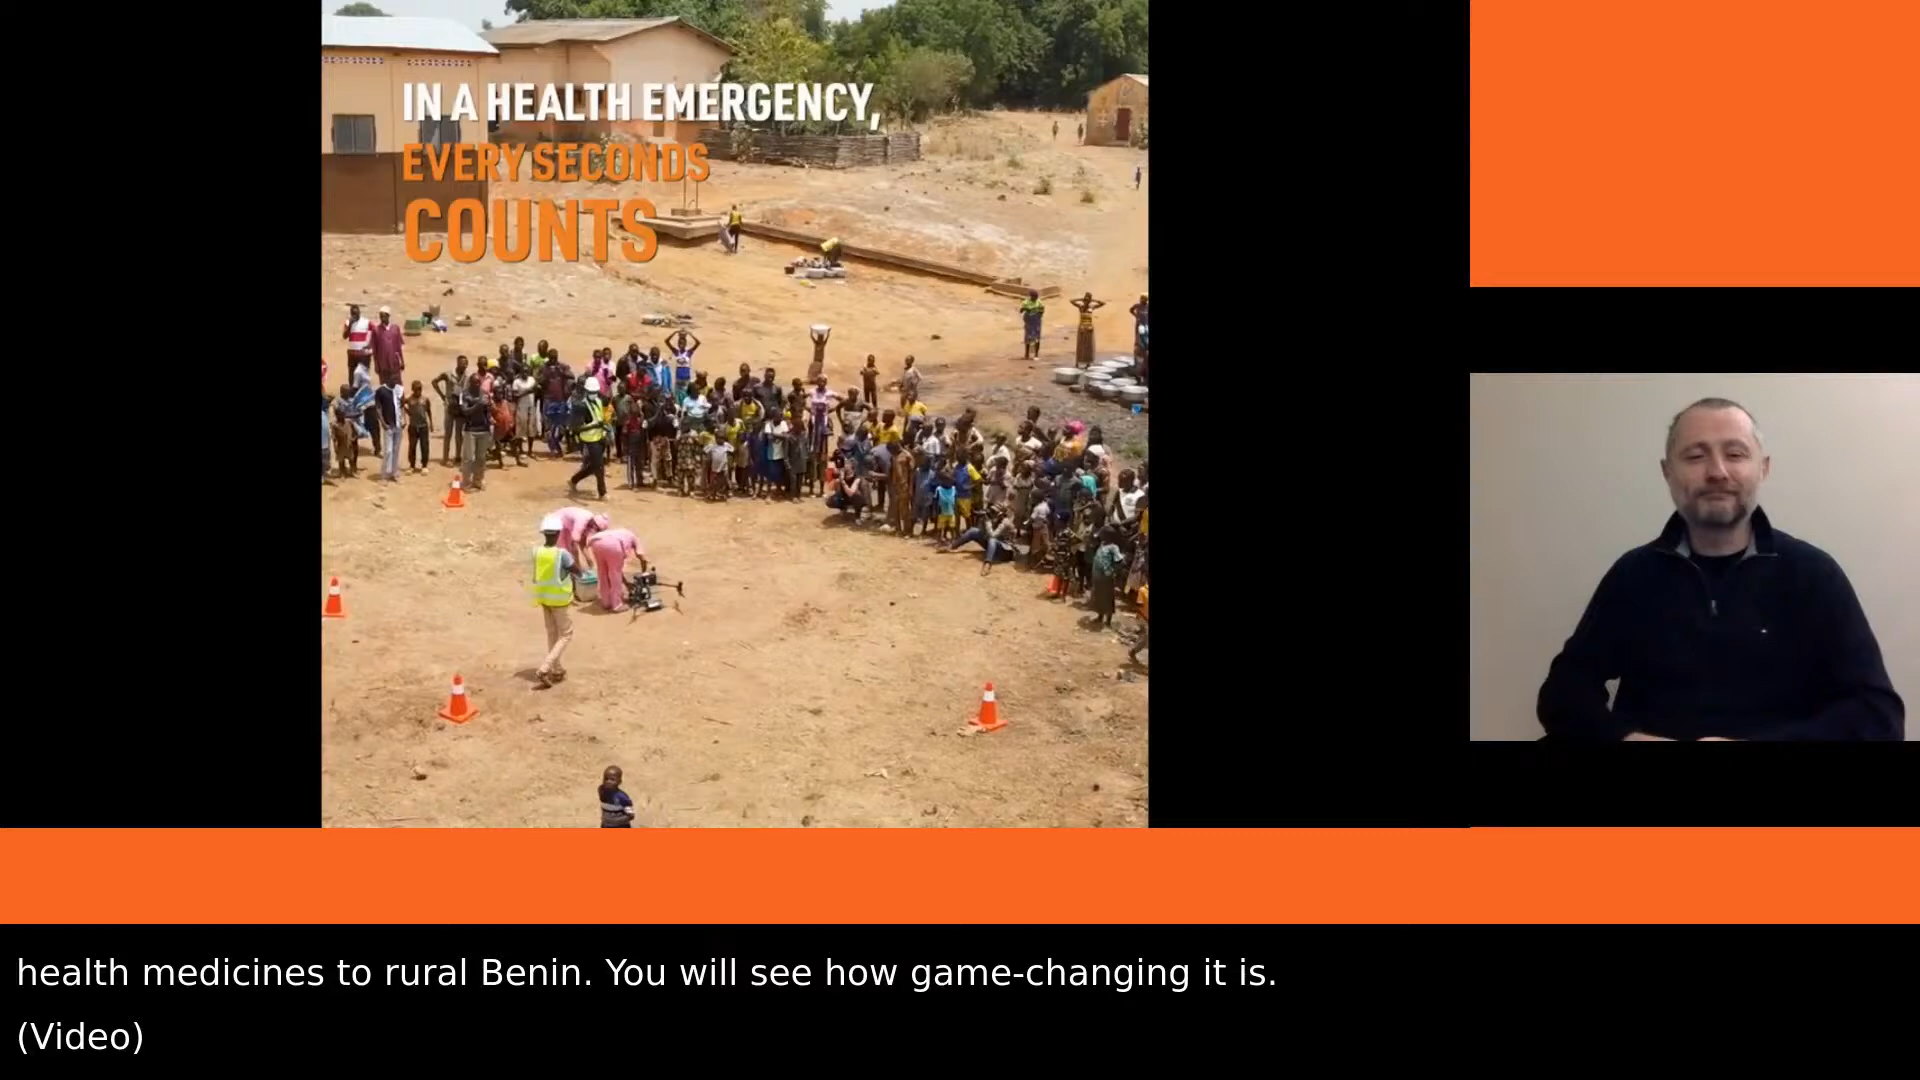 IN A HEALTH EMERGENCY,
EVERY SECONDS
COUNTS
health medicines to rural Benin. You will see how game-changing it is.
(Video)